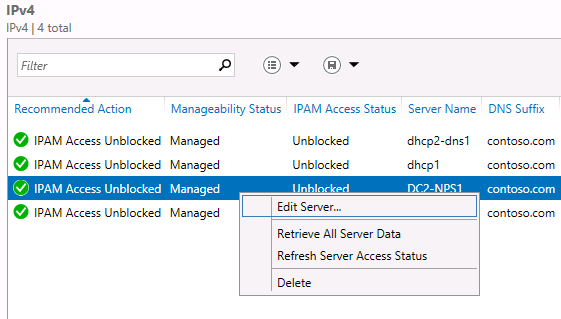 IPv4
IPv4 | 4 total
Filter
Recommended Action Manageability Status IPAM Access Status Server Name DNS Suffix
IPAM Access Unblocked Managed Unblocked dhcp2-dns1 contoso.com
IPAM Access Unblocked Managed Unblocked dhcp1 contoso.com
IPAM Access Unblocked Managed Unblocked DC2-NPS1 contoso.com
IPAM Access Unblocked Managed contoso.com
Edit Server...
Retrieve All Server Data
Refresh Server Access Status
Delete